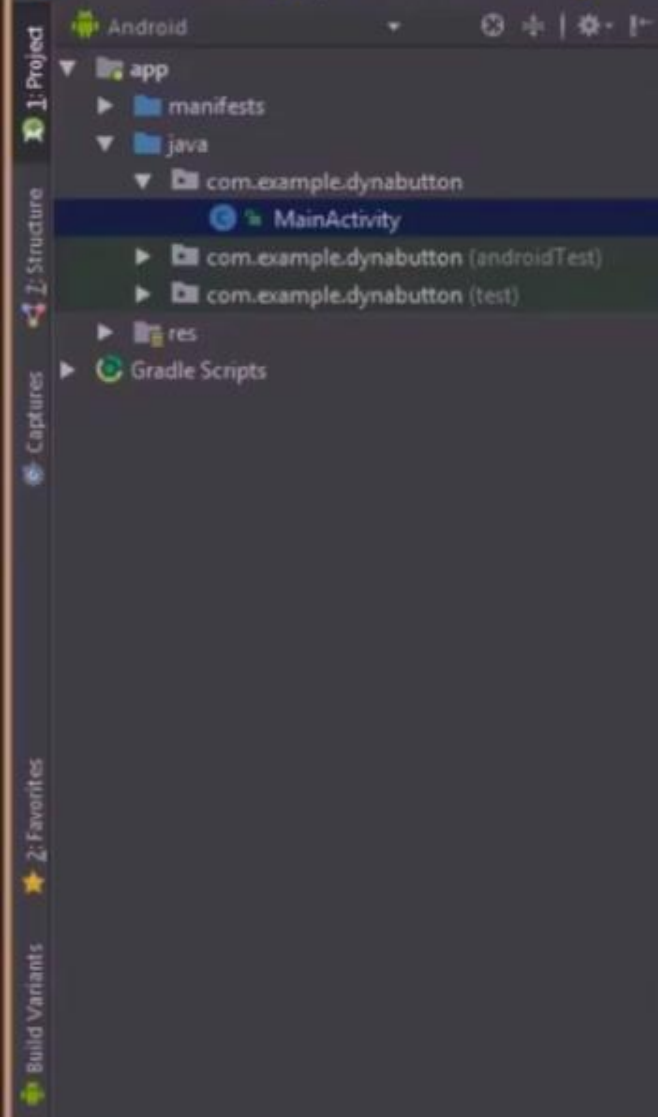 Android
app
manifests
java
com.example.dynabutton
MainActivity
com.example.dynabutton (androidTest)
com.example.dynabutton (test)
res
Gradle Scripts
1: Project
7: Structure
Captures
2: Favorites
Build Variants